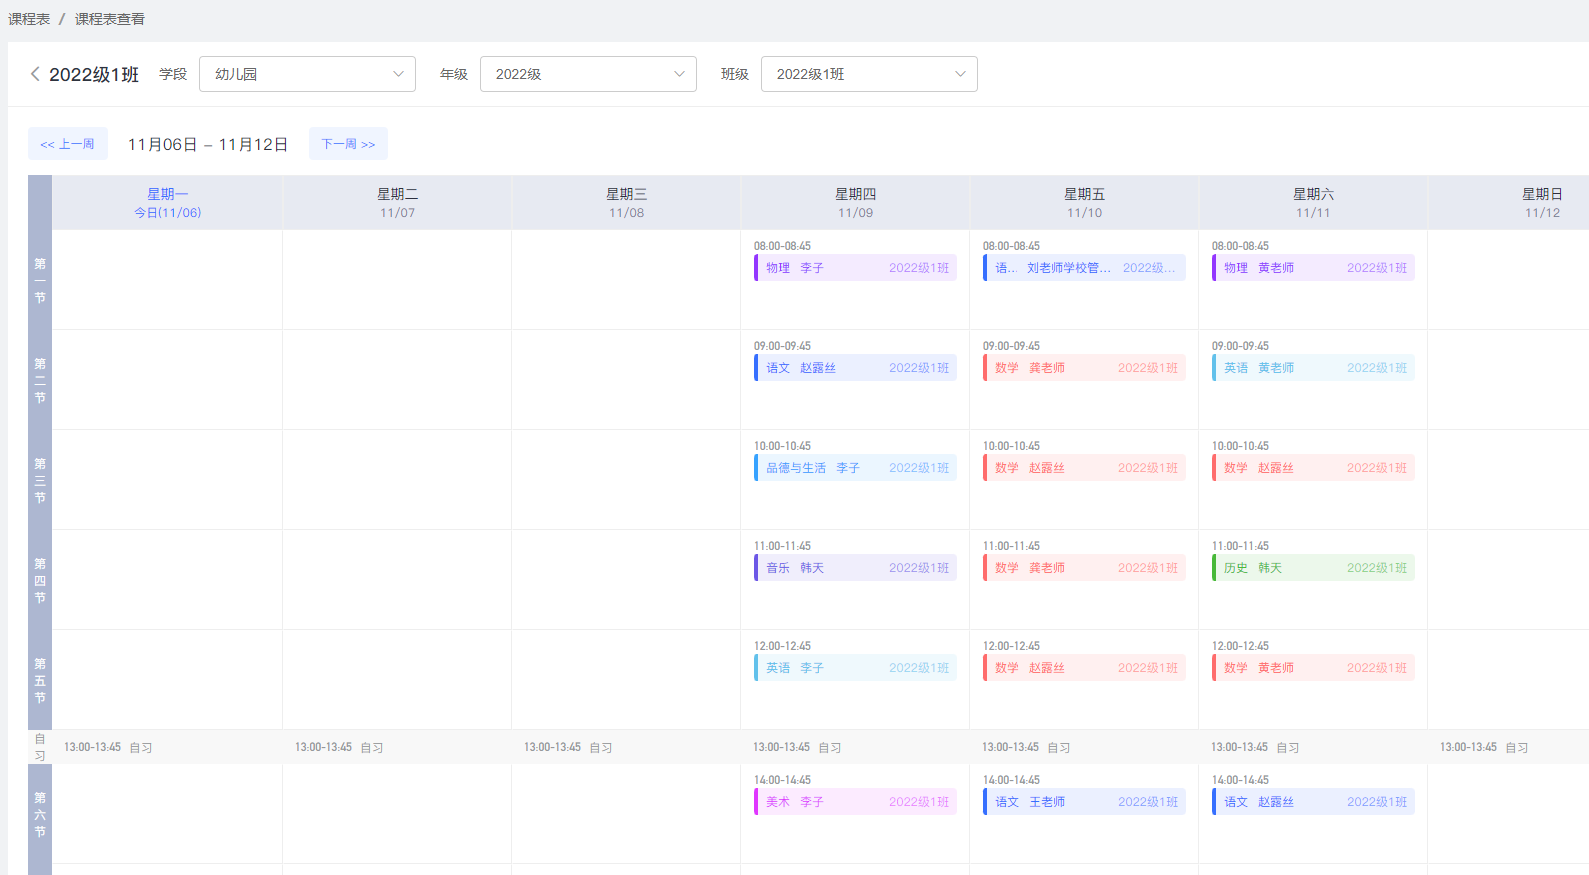 课程表 / 课程表查看
2022级1班 学段 幼儿园 年级 2022级 班级 2022级1班
<< 上一周 11月06日 – 11月12日 下一周 >>
星期一 星期二 星期三 星期四 星期五 星期六 星期日
今日(11/06) 11/07 11/08 11/09 11/10 11/11 11/12
第一节
08:00-08:45 08:00-08:45 08:00-08:45
物理 李子 2022级1班 语... 刘老师学校管... 2022级... 物理 黄老师 2022级1班
第二节
09:00-09:45 09:00-09:45 09:00-09:45
语文 赵露丝 2022级1班 数学 龚老师 2022级1班 英语 黄老师 2022级1班
第三节
10:00-10:45 10:00-10:45 10:00-10:45
品德与生活 李子 2022级1班 数学 赵露丝 2022级1班 数学 赵露丝 2022级1班
第四节
11:00-11:45 11:00-11:45 11:00-11:45
音乐 韩天 2022级1班 数学 龚老师 2022级1班 历史 韩天 2022级1班
第五节
12:00-12:45 12:00-12:45 12:00-12:45
英语 李子 2022级1班 数学 赵露丝 2022级1班 数学 黄老师 2022级1班
自习
13:00-13:45 自习 13:00-13:45 自习 13:00-13:45 自习 13:00-13:45 自习 13:00-13:45 自习 13:00-13:45 自习 13:00-13:45 自习
第六节
14:00-14:45 14:00-14:45 14:00-14:45
美术 李子 2022级1班 语文 王老师 2022级1班 语文 赵露丝 2022级1班